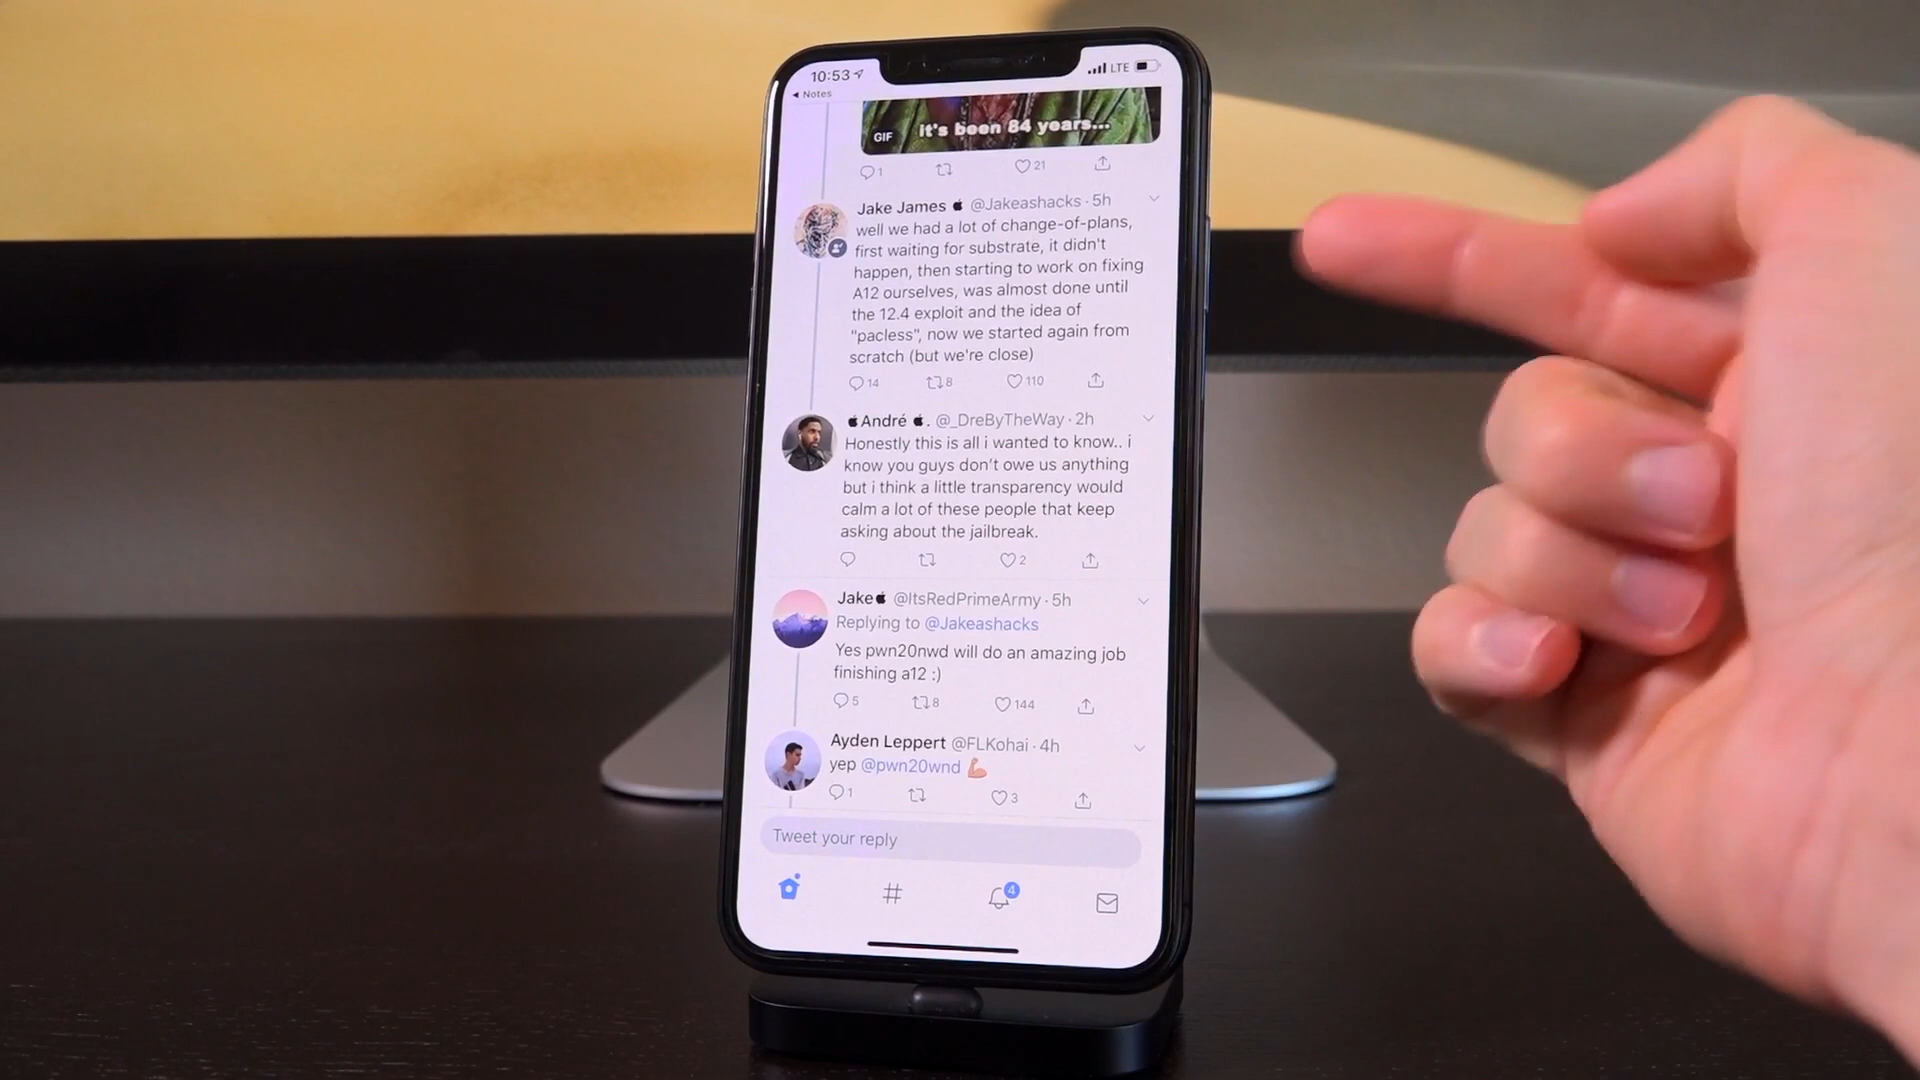 10:53
LTE
Notes
GIF
it's been 84 years...
1
21
Jake James @Jakeashacks · 5h
well we had a lot of change-of-plans,
first waiting for substrate, it didn't
happen, then starting to work on fixing
A12 ourselves, was almost done until
the 12.4 exploit and the idea of
"pacless", now we started again from
scratch (but we're close)
14
8
110
André . @_DreByTheWay · 2h
Honestly this is all i wanted to know.. i
know you guys don’t owe us anything
but i think a little transparency would
calm a lot of these people that keep
asking about the jailbreak.
2
Jake @ItsRedPrimeArmy · 5h
Replying to @Jakeashacks
Yes pwn20nwd will do an amazing job
finishing a12 :)
5
8
144
Ayden Leppert @FLKohai · 4h
yep @pwn20wnd 💪
1
3
Tweet your reply
4